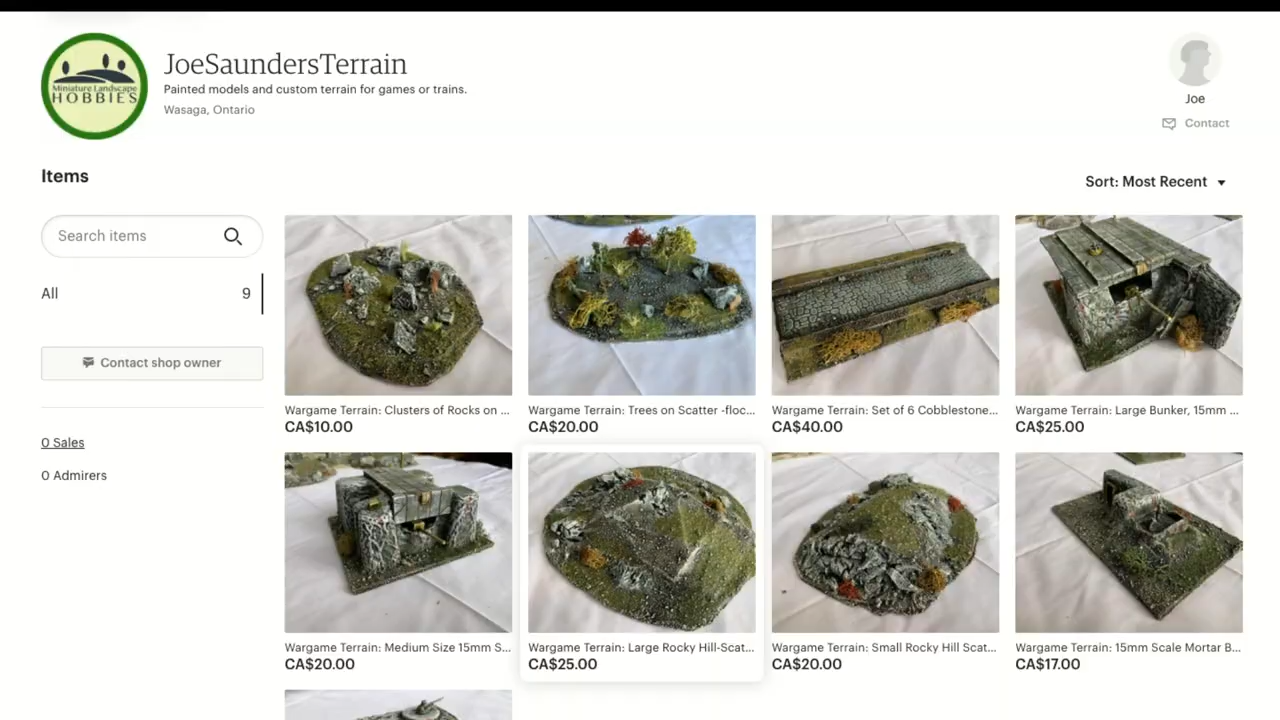 Miniature Landscape
HOBBIES
JoeSaundersTerrain
Painted models and custom terrain for games or trains.
Wasaga, Ontario
Joe
Contact
Items
Sort: Most Recent
Search items
All 9
Contact shop owner
0 Sales
0 Admirers
Wargame Terrain: Clusters of Rocks on ...
CA$10.00
Wargame Terrain: Trees on Scatter -floc...
CA$20.00
Wargame Terrain: Set of 6 Cobblestone...
CA$40.00
Wargame Terrain: Large Bunker, 15mm ...
CA$25.00
Wargame Terrain: Medium Size 15mm S...
CA$20.00
Wargame Terrain: Large Rocky Hill-Scat...
CA$25.00
Wargame Terrain: Small Rocky Hill Scat...
CA$20.00
Wargame Terrain: 15mm Scale Mortar B...
CA$17.00